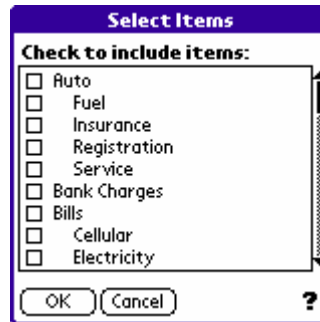 Select Items
Check to include items:
Auto
Fuel
Insurance
Registration
Service
Bank Charges
Bills
Cellular
Electricity
OK Cancel ?